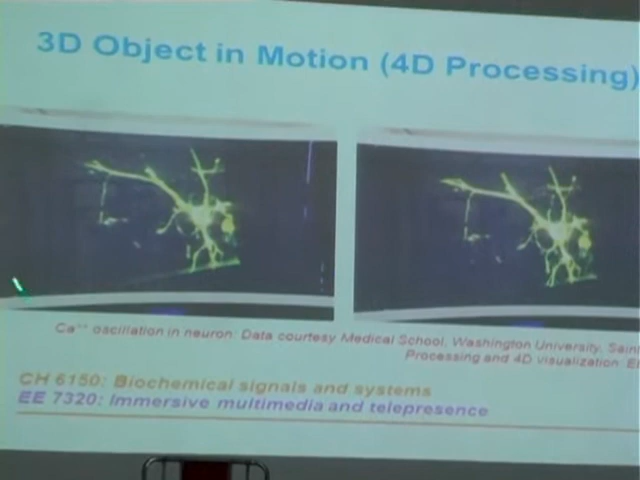 3D Object in Motion (4D Processing)
Ca++ oscillation in neuron: Data courtesy Medical School, Washington University, Saint
Processing and 4D visualization: E
CH 6150: Biochemical signals and systems
EE 7320: Immersive multimedia and telepresence